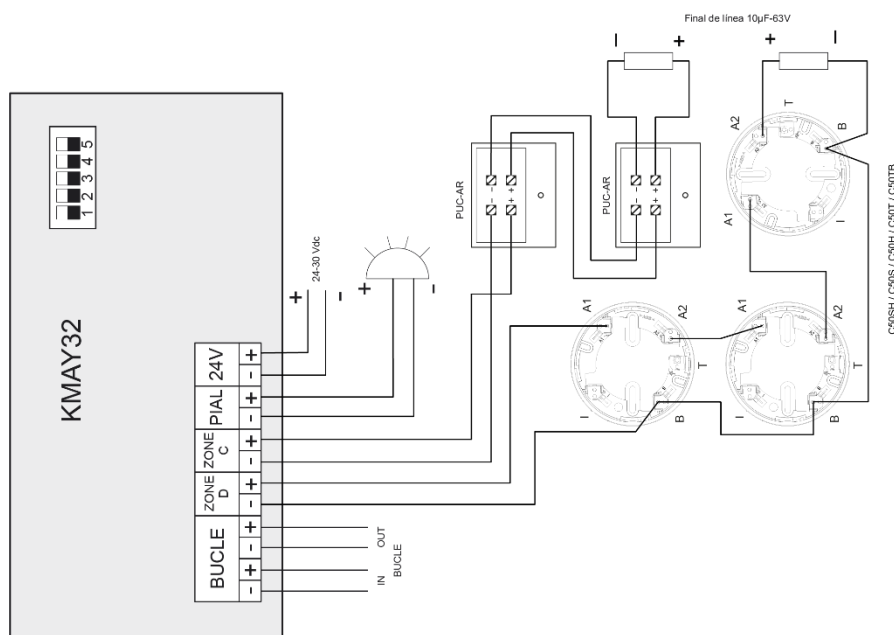 Final de línea 10µF-63V
- + + -
1 2 3 4 5
KMAY32
24-30 Vdc
+ -
+ -
PUC-AR
- +
- +
PUC-AR
- +
- +
A2
T
B
A1
I
A1
A2
I
T
B
A1
A2
I
T
B
C50SH / C50S / C50H / C50T / C50TB
24V + -
PIAL + -
ZONE C + -
ZONE D + -
BUCLE + - + -
OUT
IN
BUCLE